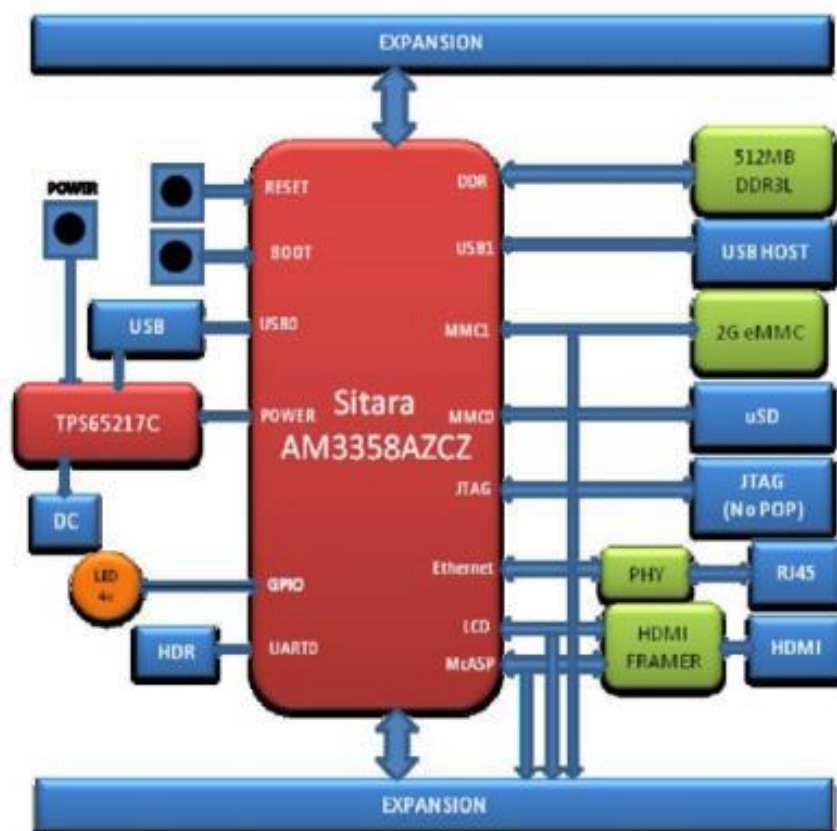 EXPANSION
POWER
RESET
BOOT
USB
USB0
TPS65217C
POWER
DC
LED
4x
GPIO
HDR
UART0
Sitara
AM3358AZCZ
DDR
USB1
MMC1
MMC0
JTAG
Ethernet
LCD
McASP
512MB
DDR3L
USB HOST
2G eMMC
uSD
JTAG
(No POP)
PHY
RJ45
HDMI
FRAMER
HDMI
EXPANSION